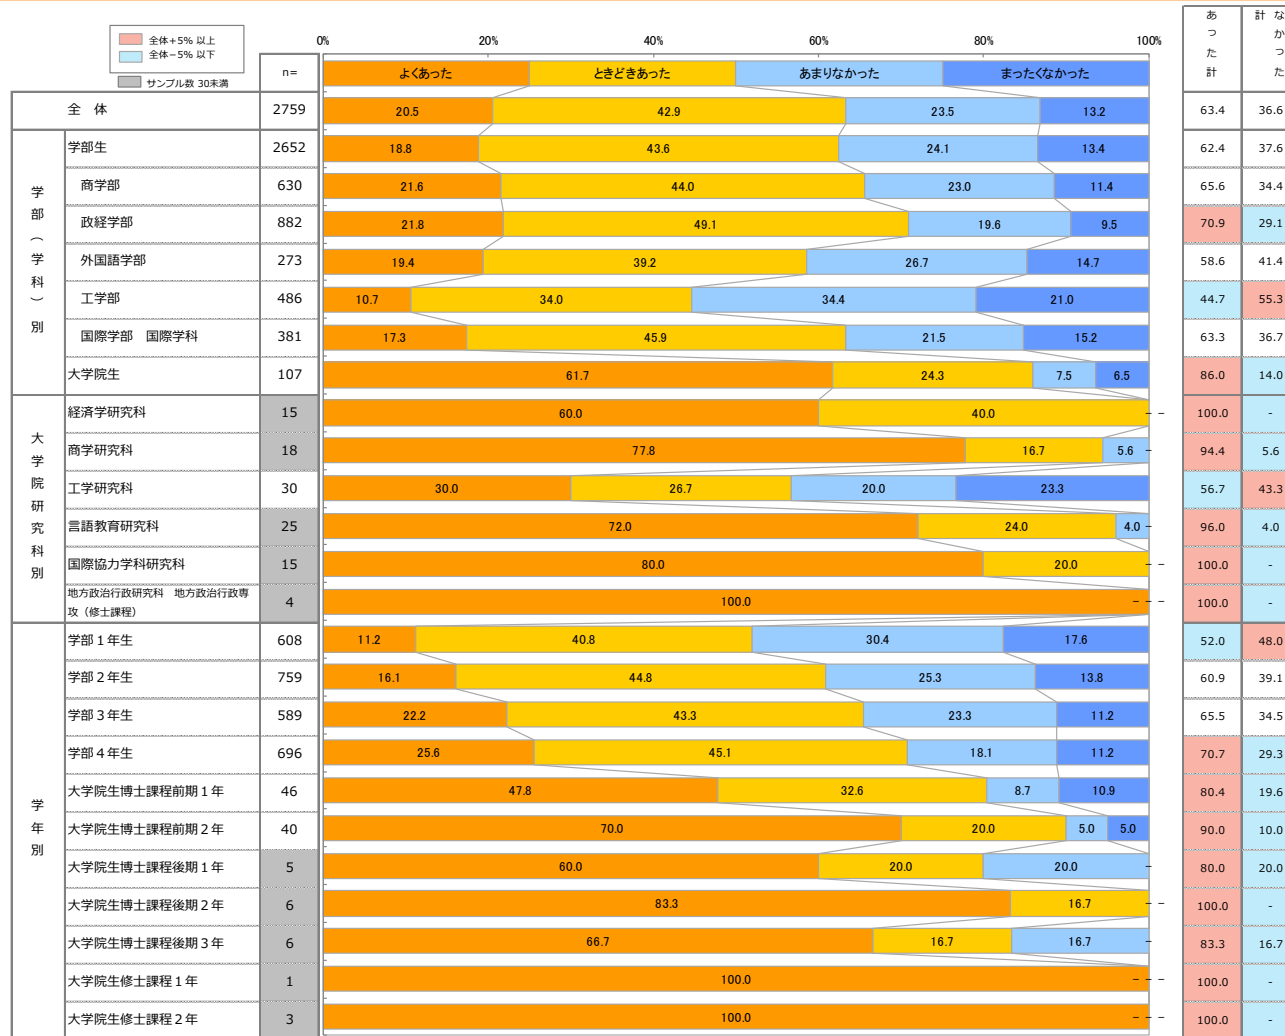 全体+5% 以上
全体−5% 以下
サンプル数 30未満
n=
0% 20% 40% 60% 80% 100%
よくあった ときどきあった あまりなかった まったくなかった
あった計
計 なかった
全 体 2759 20.5 42.9 23.5 13.2 63.4 36.6
学部（学科）別
学部生 2652 18.8 43.6 24.1 13.4 62.4 37.6
商学部 630 21.6 44.0 23.0 11.4 65.6 34.4
政経学部 882 21.8 49.1 19.6 9.5 70.9 29.1
外国語学部 273 19.4 39.2 26.7 14.7 58.6 41.4
工学部 486 10.7 34.0 34.4 21.0 44.7 55.3
国際学部 国際学科 381 17.3 45.9 21.5 15.2 63.3 36.7
大学院生 107 61.7 24.3 7.5 6.5 86.0 14.0
大学院研究科別
経済学研究科 15 60.0 40.0 - - 100.0 -
商学研究科 18 77.8 16.7 5.6 - 94.4 5.6
工学研究科 30 30.0 26.7 20.0 23.3 56.7 43.3
言語教育研究科 25 72.0 24.0 4.0 - 96.0 4.0
国際協力学科研究科 15 80.0 20.0 - - 100.0 -
地方政治行政研究科 地方政治行政専
攻（修士課程） 4 100.0 - - - 100.0 -
学年別
学部１年生 608 11.2 40.8 30.4 17.6 52.0 48.0
学部２年生 759 16.1 44.8 25.3 13.8 60.9 39.1
学部３年生 589 22.2 43.3 23.3 11.2 65.5 34.5
学部４年生 696 25.6 45.1 18.1 11.2 70.7 29.3
大学院生博士課程前期１年 46 47.8 32.6 8.7 10.9 80.4 19.6
大学院生博士課程前期２年 40 70.0 20.0 5.0 5.0 90.0 10.0
大学院生博士課程後期１年 5 60.0 20.0 20.0 - 80.0 20.0
大学院生博士課程後期２年 6 83.3 16.7 - - 100.0 -
大学院生博士課程後期３年 6 66.7 16.7 16.7 - 83.3 16.7
大学院生修士課程１年 1 100.0 - - - 100.0 -
大学院生修士課程２年 3 100.0 - - - 100.0 -